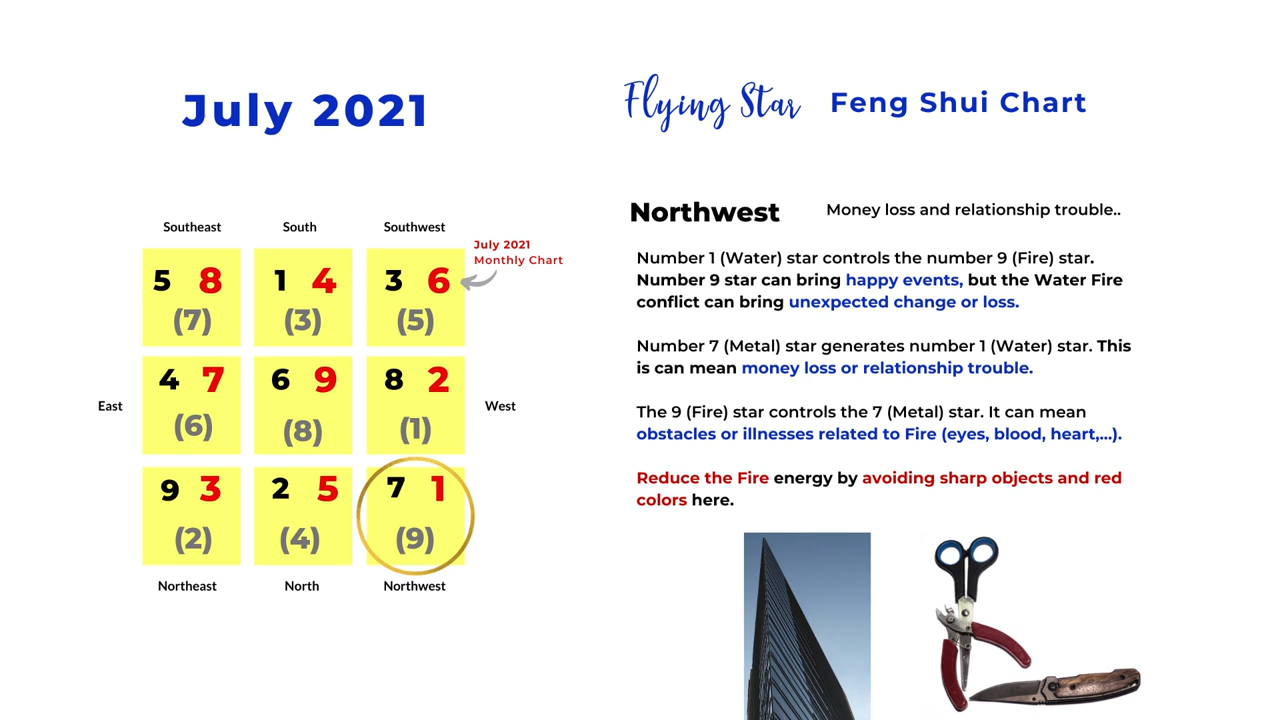 July 2021
Flying Star Feng Shui Chart
Southeast South Southwest
July 2021
Monthly Chart
5 8 1 4 3 6
(7) (3) (5)
East
4 7 6 9 8 2
(6) (8) (1)
West
9 3 2 5 7 1
(2) (4) (9)
Northeast North Northwest
Northwest Money loss and relationship trouble..
Number 1 (Water) star controls the number 9 (Fire) star.
Number 9 star can bring happy events, but the Water Fire
conflict can bring unexpected change or loss.
Number 7 (Metal) star generates number 1 (Water) star. This
is can mean money loss or relationship trouble.
The 9 (Fire) star controls the 7 (Metal) star. It can mean
obstacles or illnesses related to Fire (eyes, blood, heart,...).
Reduce the Fire energy by avoiding sharp objects and red
colors here.